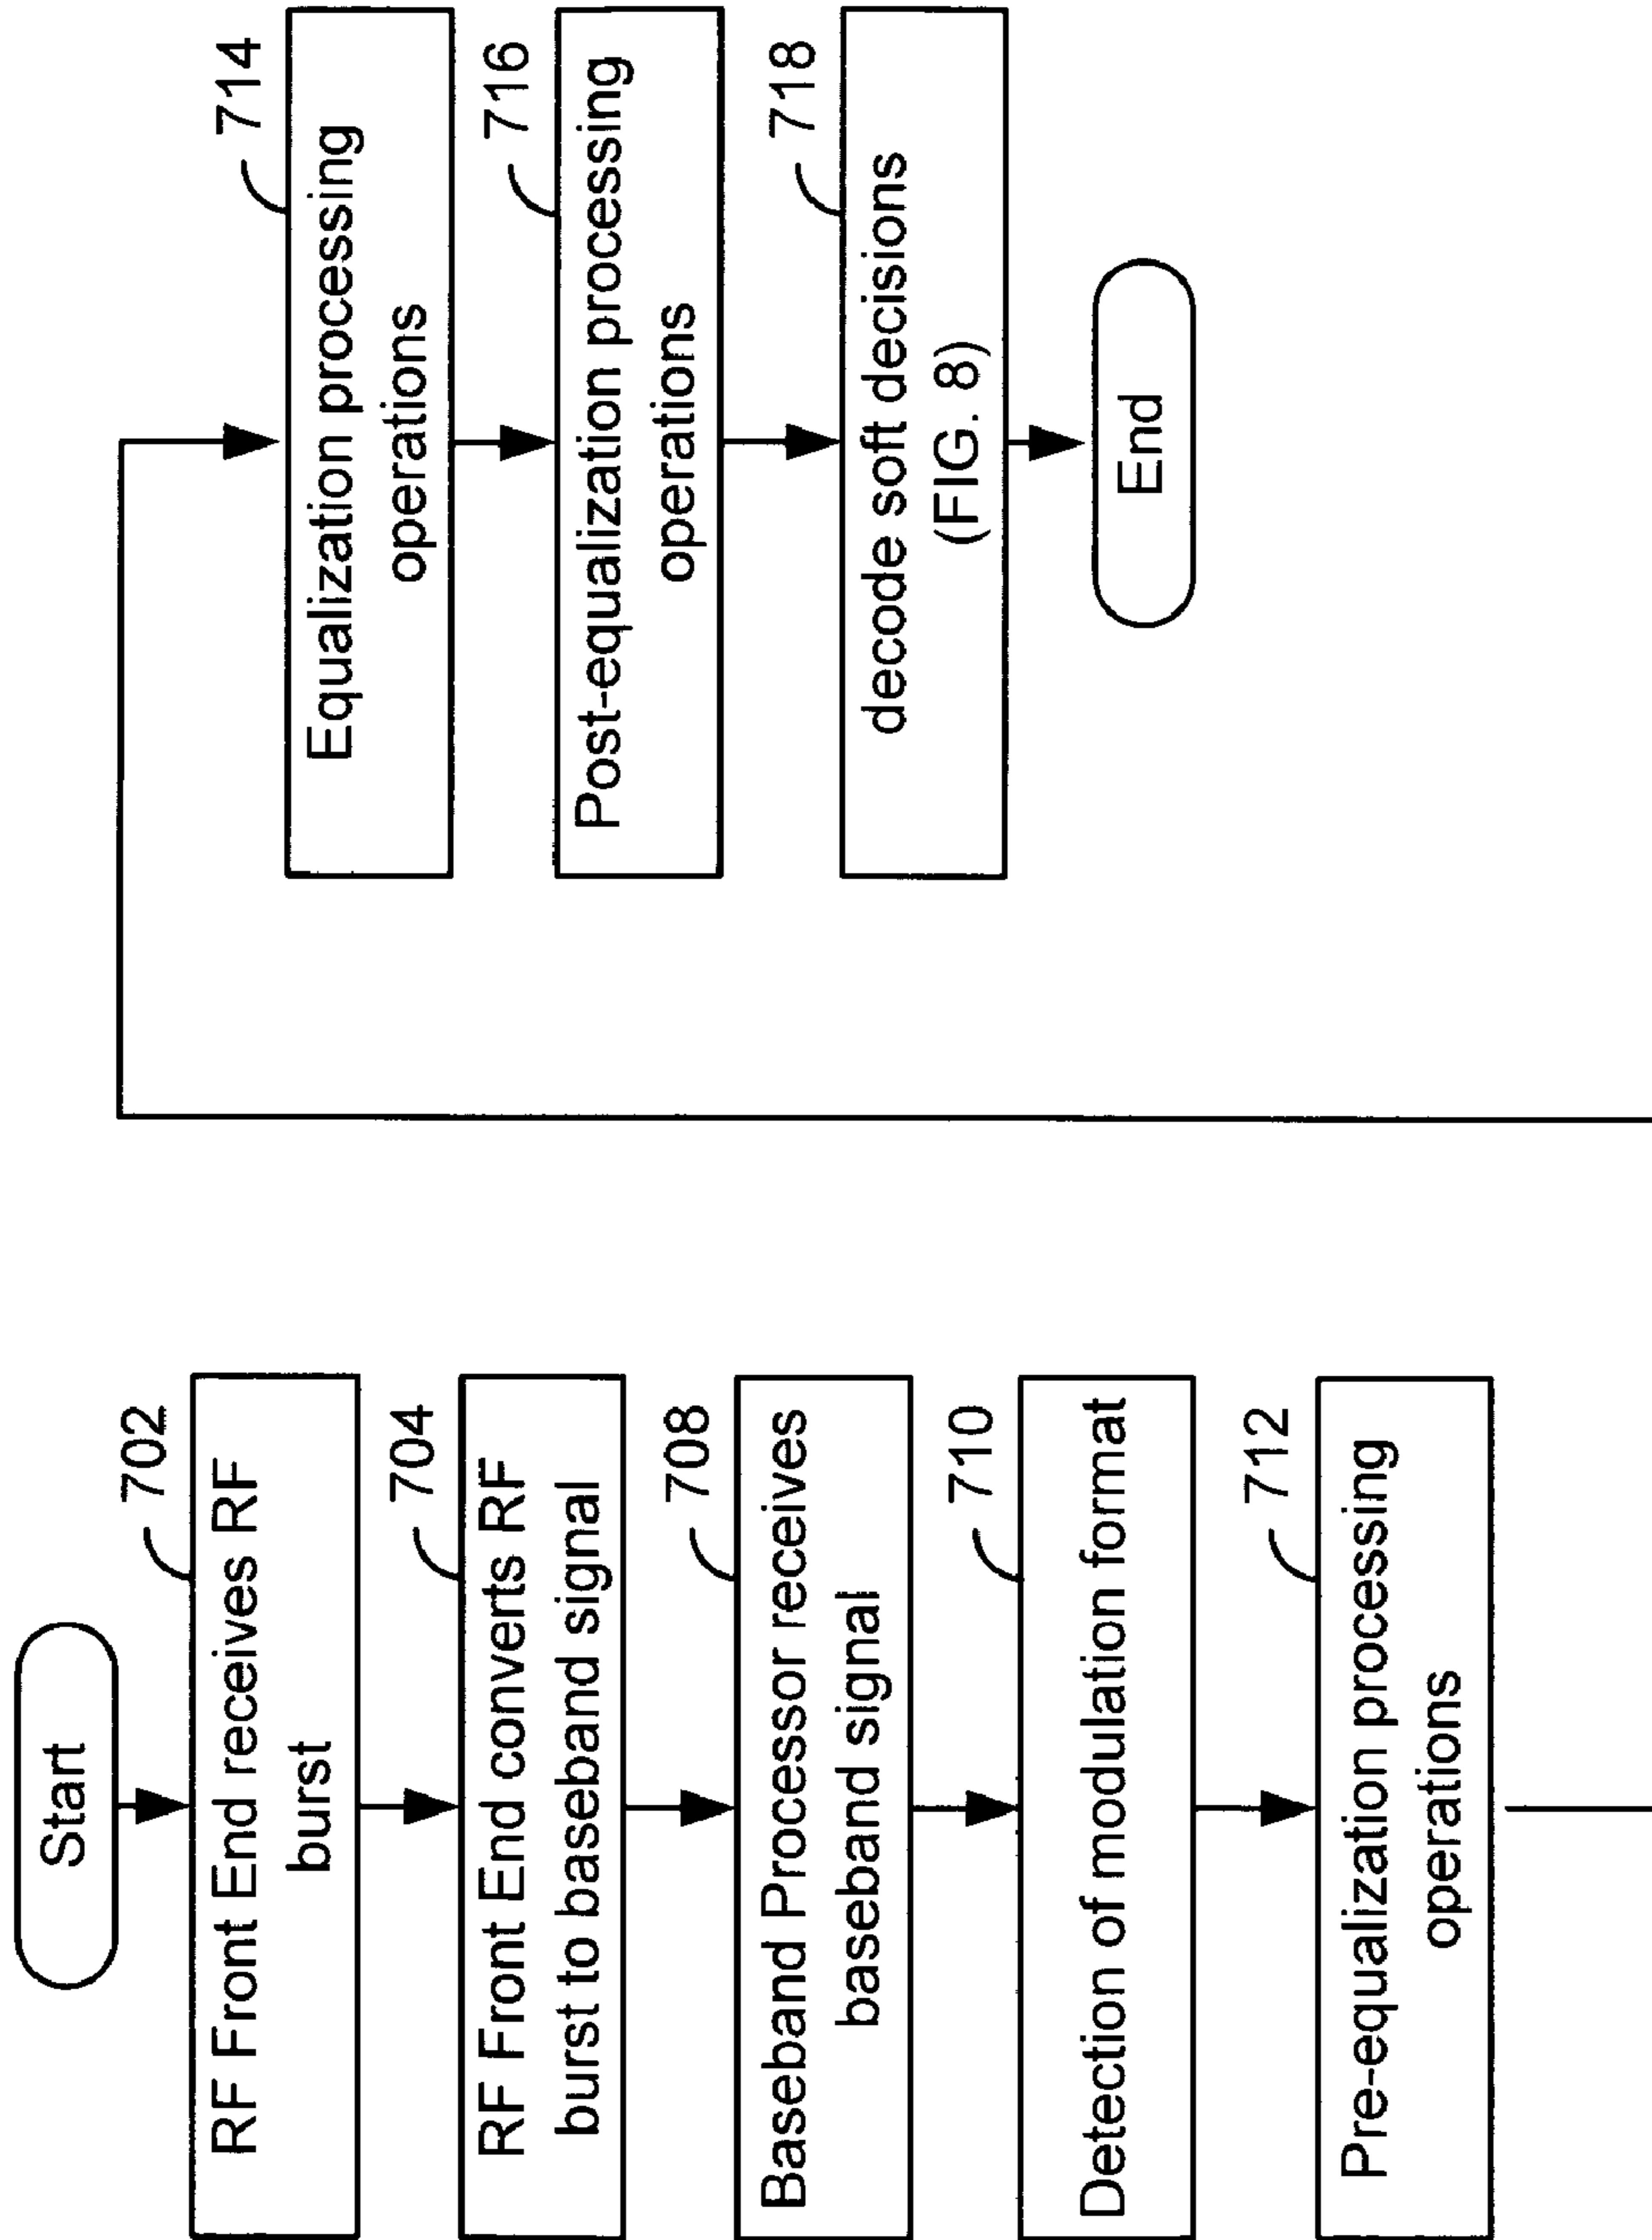 Start
702
RF Front End receives RF
burst
704
RF Front End converts RF
burst to baseband signal
708
Baseband Processor receives
baseband signal
710
Detection of modulation format
712
Pre-equalization processing
operations
714
Equalization processing
operations
716
Post-equalization processing
operations
718
decode soft decisions
(FIG. 8)
End